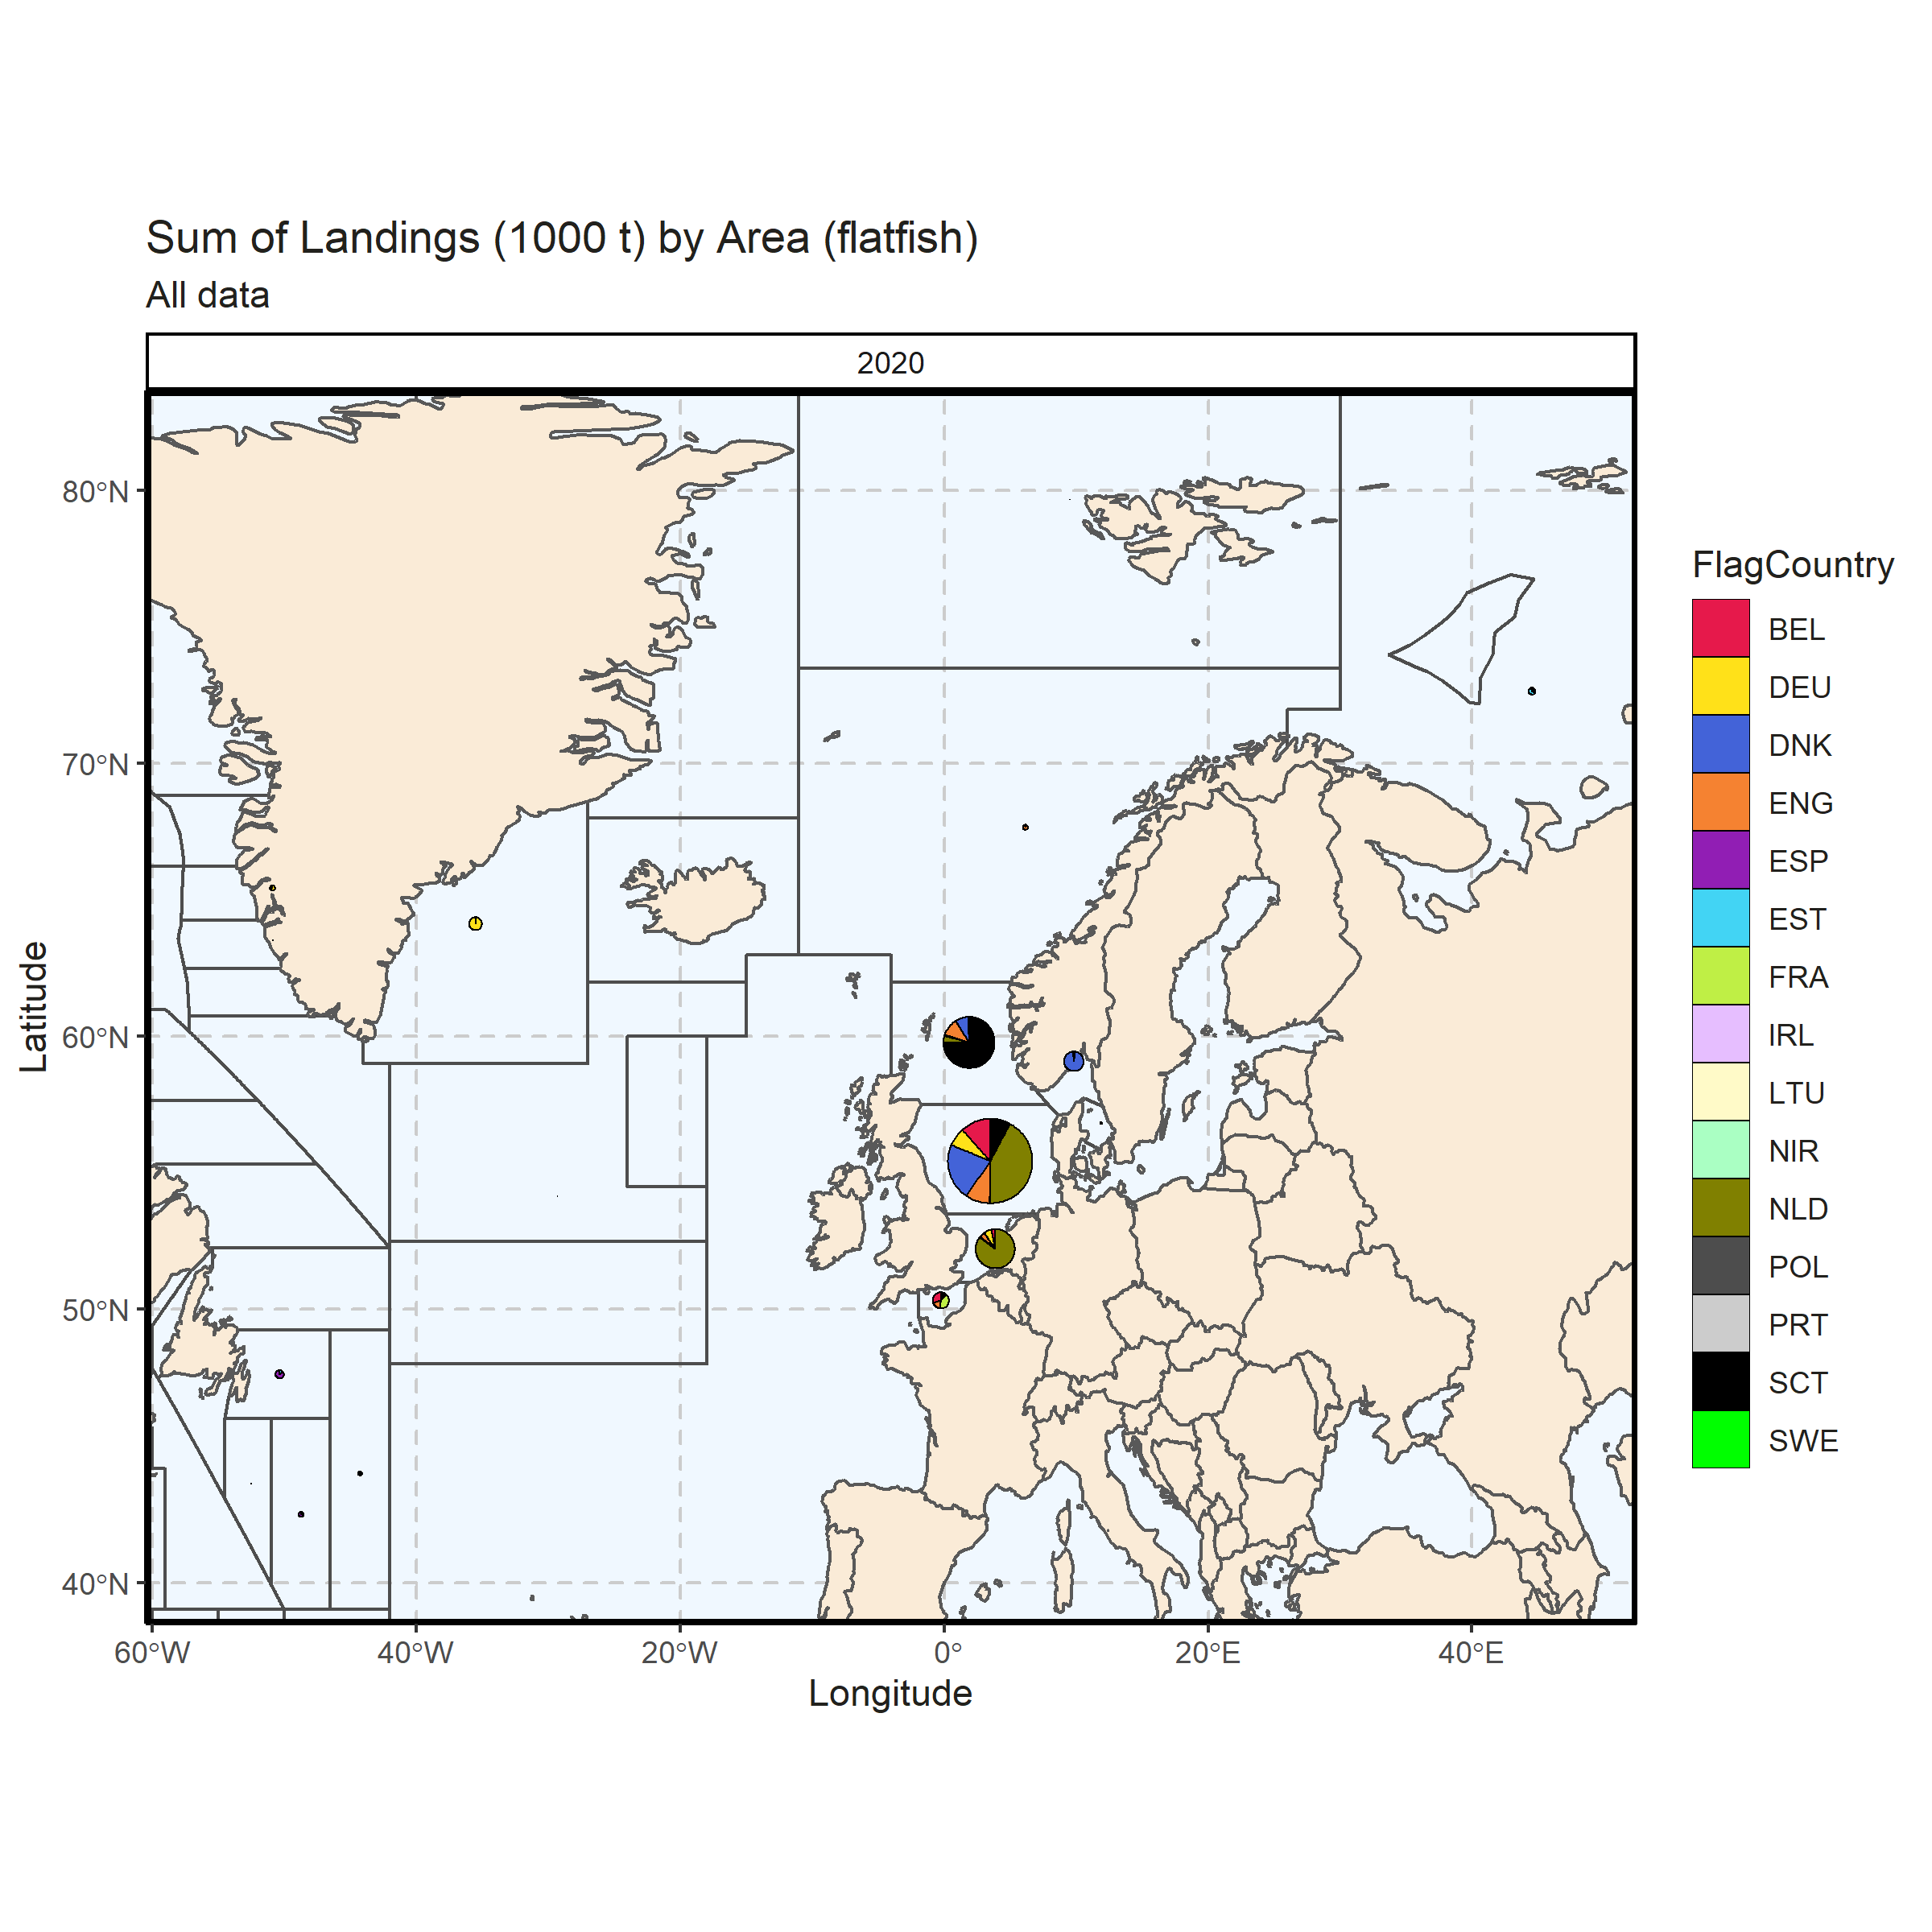 Sum of Landings (1000 t) by Area (flatfish)
All data
2020
80°N
70°N
60°N
50°N
40°N
Latitude
60°W
40°W
20°W
0°
20°E
40°E
Longitude
FlagCountry
BEL
DEU
DNK
ENG
ESP
EST
FRA
IRL
LTU
NIR
NLD
POL
PRT
SCT
SWE